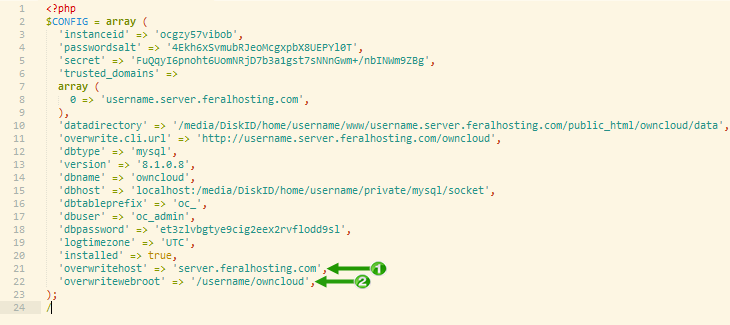 1 <?php
2 $CONFIG = array (
3 'instanceid' => 'ocgzy57vibob',
4 'passwordsalt' => '4Ekh6xSvmubRJeoMcgxpbX8UEPYl0T',
5 'secret' => 'FuQqyI6pnoht6UomNRjD7b3a1gst7sNNnGwm+/nbINWm9ZBg',
6 'trusted_domains' =>
7 array (
8 0 => 'username.server.feralhosting.com',
9 ),
10 'datadirectory' => '/media/DiskID/home/username/www/username.server.feralhosting.com/public_html/owncloud/data',
11 'overwrite.cli.url' => 'http://username.server.feralhosting.com/owncloud',
12 'dbtype' => 'mysql',
13 'version' => '8.1.0.8',
14 'dbname' => 'owncloud',
15 'dbhost' => 'localhost:/media/DiskID/home/username/private/mysql/socket',
16 'dbtableprefix' => 'oc_',
17 'dbuser' => 'oc_admin',
18 'dbpassword' => 'et3zlvbgtye9cig2eex2rvflodd9sl',
19 'logtimezone' => 'UTC',
20 'installed' => true,
21 'overwritehost' => 'server.feralhosting.com', 1
22 'overwritewebroot' => '/username/owncloud', 2
23 );
24 /